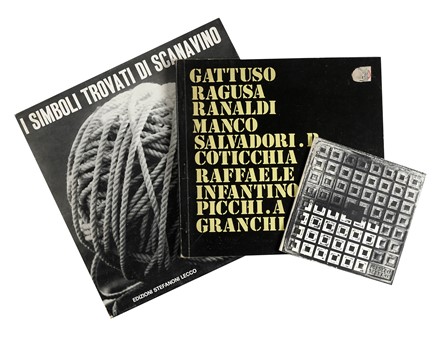 I SIMBOLI TROVATI DI SCANAVINO
EDIZIONI STEFANONI LECCO
GATTUSO
RAGUSA
RANALDI
MANCO
SALVADORI . P
COTICCHIA
RAFFAELE
INFANTINO
PICCHI . A
GRANCHI